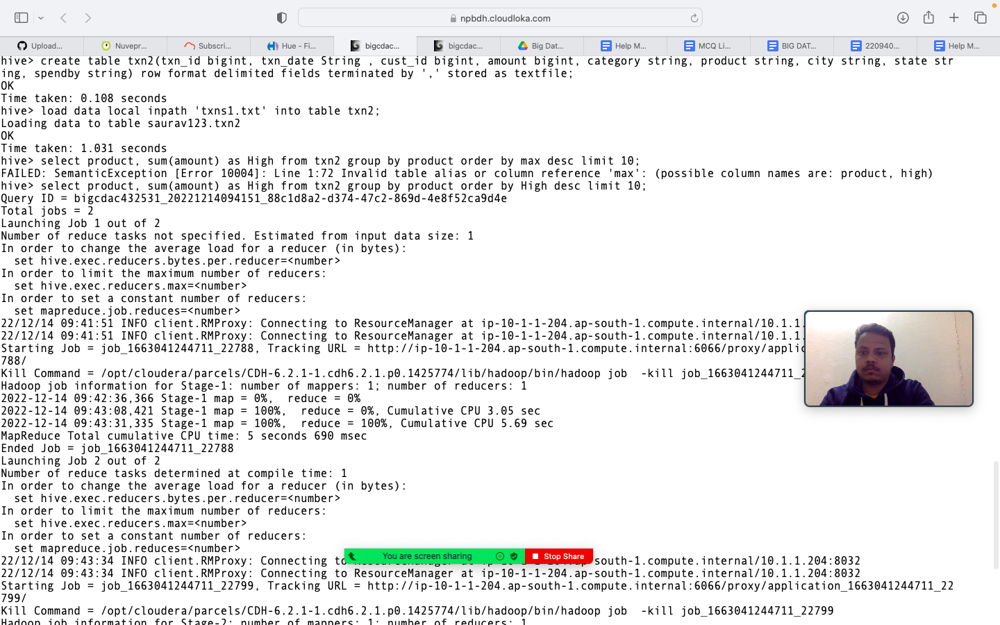 npbdh.cloudloka.com
Upload...
Nuvepr...
Subscri...
Hue - Fi...
bigcdac...
bigcdac...
Big Dat...
Help M...
MCQ Li...
BIG DAT...
220940...
Help M...
hive> create table txn2(txn_id bigint, txn_date String , cust_id bigint, amount bigint, category string, product string, city string, state str
ing, spendby string) row format delimited fields terminated by ',' stored as textfile;
OK
Time taken: 0.108 seconds
hive> load data local inpath 'txns1.txt' into table txn2;
Loading data to table saurav123.txn2
OK
Time taken: 1.031 seconds
hive> select product, sum(amount) as High from txn2 group by product order by max desc limit 10;
FAILED: SemanticException [Error 10004]: Line 1:72 Invalid table alias or column reference 'max': (possible column names are: product, high)
hive> select product, sum(amount) as High from txn2 group by product order by High desc limit 10;
Query ID = bigcdac432531_20221214094151_88c1d8a2-d374-47c2-869d-4e8f52ca9d4e
Total jobs = 2
Launching Job 1 out of 2
Number of reduce tasks not specified. Estimated from input data size: 1
In order to change the average load for a reducer (in bytes):
  set hive.exec.reducers.bytes.per.reducer=<number>
In order to limit the maximum number of reducers:
  set hive.exec.reducers.max=<number>
In order to set a constant number of reducers:
  set mapreduce.job.reduces=<number>
22/12/14 09:41:51 INFO client.RMProxy: Connecting to ResourceManager at ip-10-1-1-204.ap-south-1.compute.internal/10.1.1.
22/12/14 09:41:51 INFO client.RMProxy: Connecting to ResourceManager at ip-10-1-1-204.ap-south-1.compute.internal/10.1.1.
Starting Job = job_1663041244711_22788, Tracking URL = http://ip-10-1-1-204.ap-south-1.compute.internal:6066/proxy/applic
788/
Kill Command = /opt/cloudera/parcels/CDH-6.2.1-1.cdh6.2.1.p0.1425774/lib/hadoop/bin/hadoop job  -kill job_1663041244711_2
Hadoop job information for Stage-1: number of mappers: 1; number of reducers: 1
2022-12-14 09:42:36,366 Stage-1 map = 0%,  reduce = 0%
2022-12-14 09:43:08,421 Stage-1 map = 100%,  reduce = 0%, Cumulative CPU 3.05 sec
2022-12-14 09:43:31,335 Stage-1 map = 100%,  reduce = 100%, Cumulative CPU 5.69 sec
MapReduce Total cumulative CPU time: 5 seconds 690 msec
Ended Job = job_1663041244711_22788
Launching Job 2 out of 2
Number of reduce tasks determined at compile time: 1
In order to change the average load for a reducer (in bytes):
  set hive.exec.reducers.bytes.per.reducer=<number>
In order to limit the maximum number of reducers:
  set hive.exec.reducers.max=<number>
In order to set a constant number of reducers:
  set mapreduce.job.reduces=<number>
You are screen sharing
Stop Share
22/12/14 09:43:34 INFO client.RMProxy: Connecting to south-1.compute.internal/10.1.1.204:8032
22/12/14 09:43:34 INFO client.RMProxy: Connecting to ResourceManager at ip-10-1-1-204.ap-south-1.compute.internal/10.1.1.204:8032
Starting Job = job_1663041244711_22799, Tracking URL = http://ip-10-1-1-204.ap-south-1.compute.internal:6066/proxy/application_1663041244711_22
799/
Kill Command = /opt/cloudera/parcels/CDH-6.2.1-1.cdh6.2.1.p0.1425774/lib/hadoop/bin/hadoop job  -kill job_1663041244711_22799
Hadoop job information for Stage-2: number of mappers: 1; number of reducers: 1